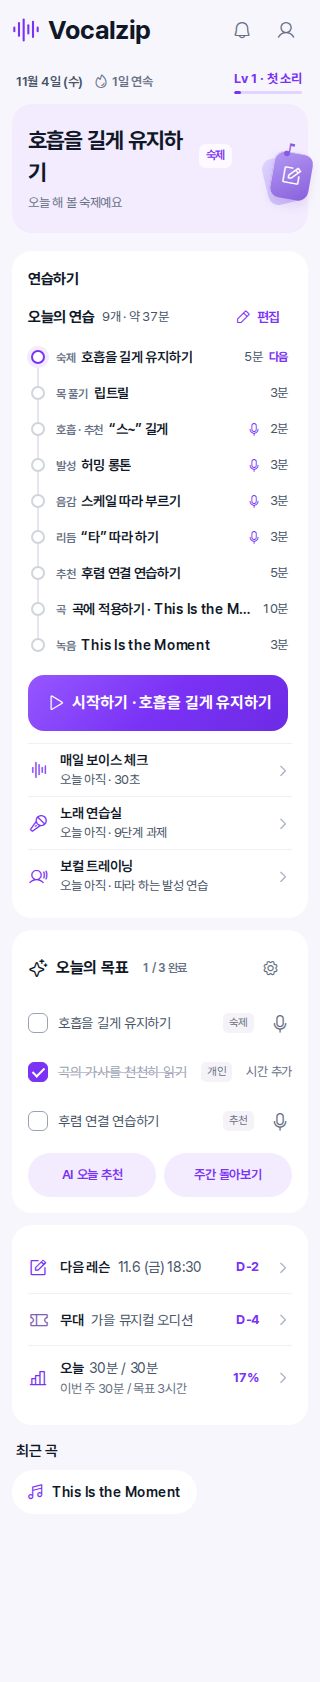 Vocalzip
11월 4일 (수) 1일 연속 Lv 1 · 첫 소리
호흡을 길게 유지하
기
숙제
오늘 해 볼 숙제예요
연습하기
오늘의 연습 9개 · 약 37분 편집
숙제 호흡을 길게 유지하기 5분 다음
목 풀기 립트릴 3분
호흡 · 추천 “스~” 길게 2분
발성 허밍 롱톤 3분
음감 스케일 따라 부르기 3분
리듬 “타” 따라 하기 3분
추천 후렴 연결 연습하기 5분
곡 곡에 적용하기 · This Is the M... 10분
녹음 This Is the Moment 3분
시작하기 · 호흡을 길게 유지하기
매일 보이스 체크
오늘 아직 · 30초
노래 연습실
오늘 아직 · 9단계 과제
보컬 트레이닝
오늘 아직 · 따라 하는 발성 연습
오늘의 목표 1 / 3 완료
호흡을 길게 유지하기 숙제
곡의 가사를 천천히 읽기 개인 시간 추가
후렴 연결 연습하기 추천
AI 오늘 추천 주간 돌아보기
다음 레슨 11.6 (금) 18:30 D-2
무대 가을 뮤지컬 오디션 D-4
오늘 30분 / 30분 17%
이번 주 30분 / 목표 3시간
최근 곡
This Is the Moment